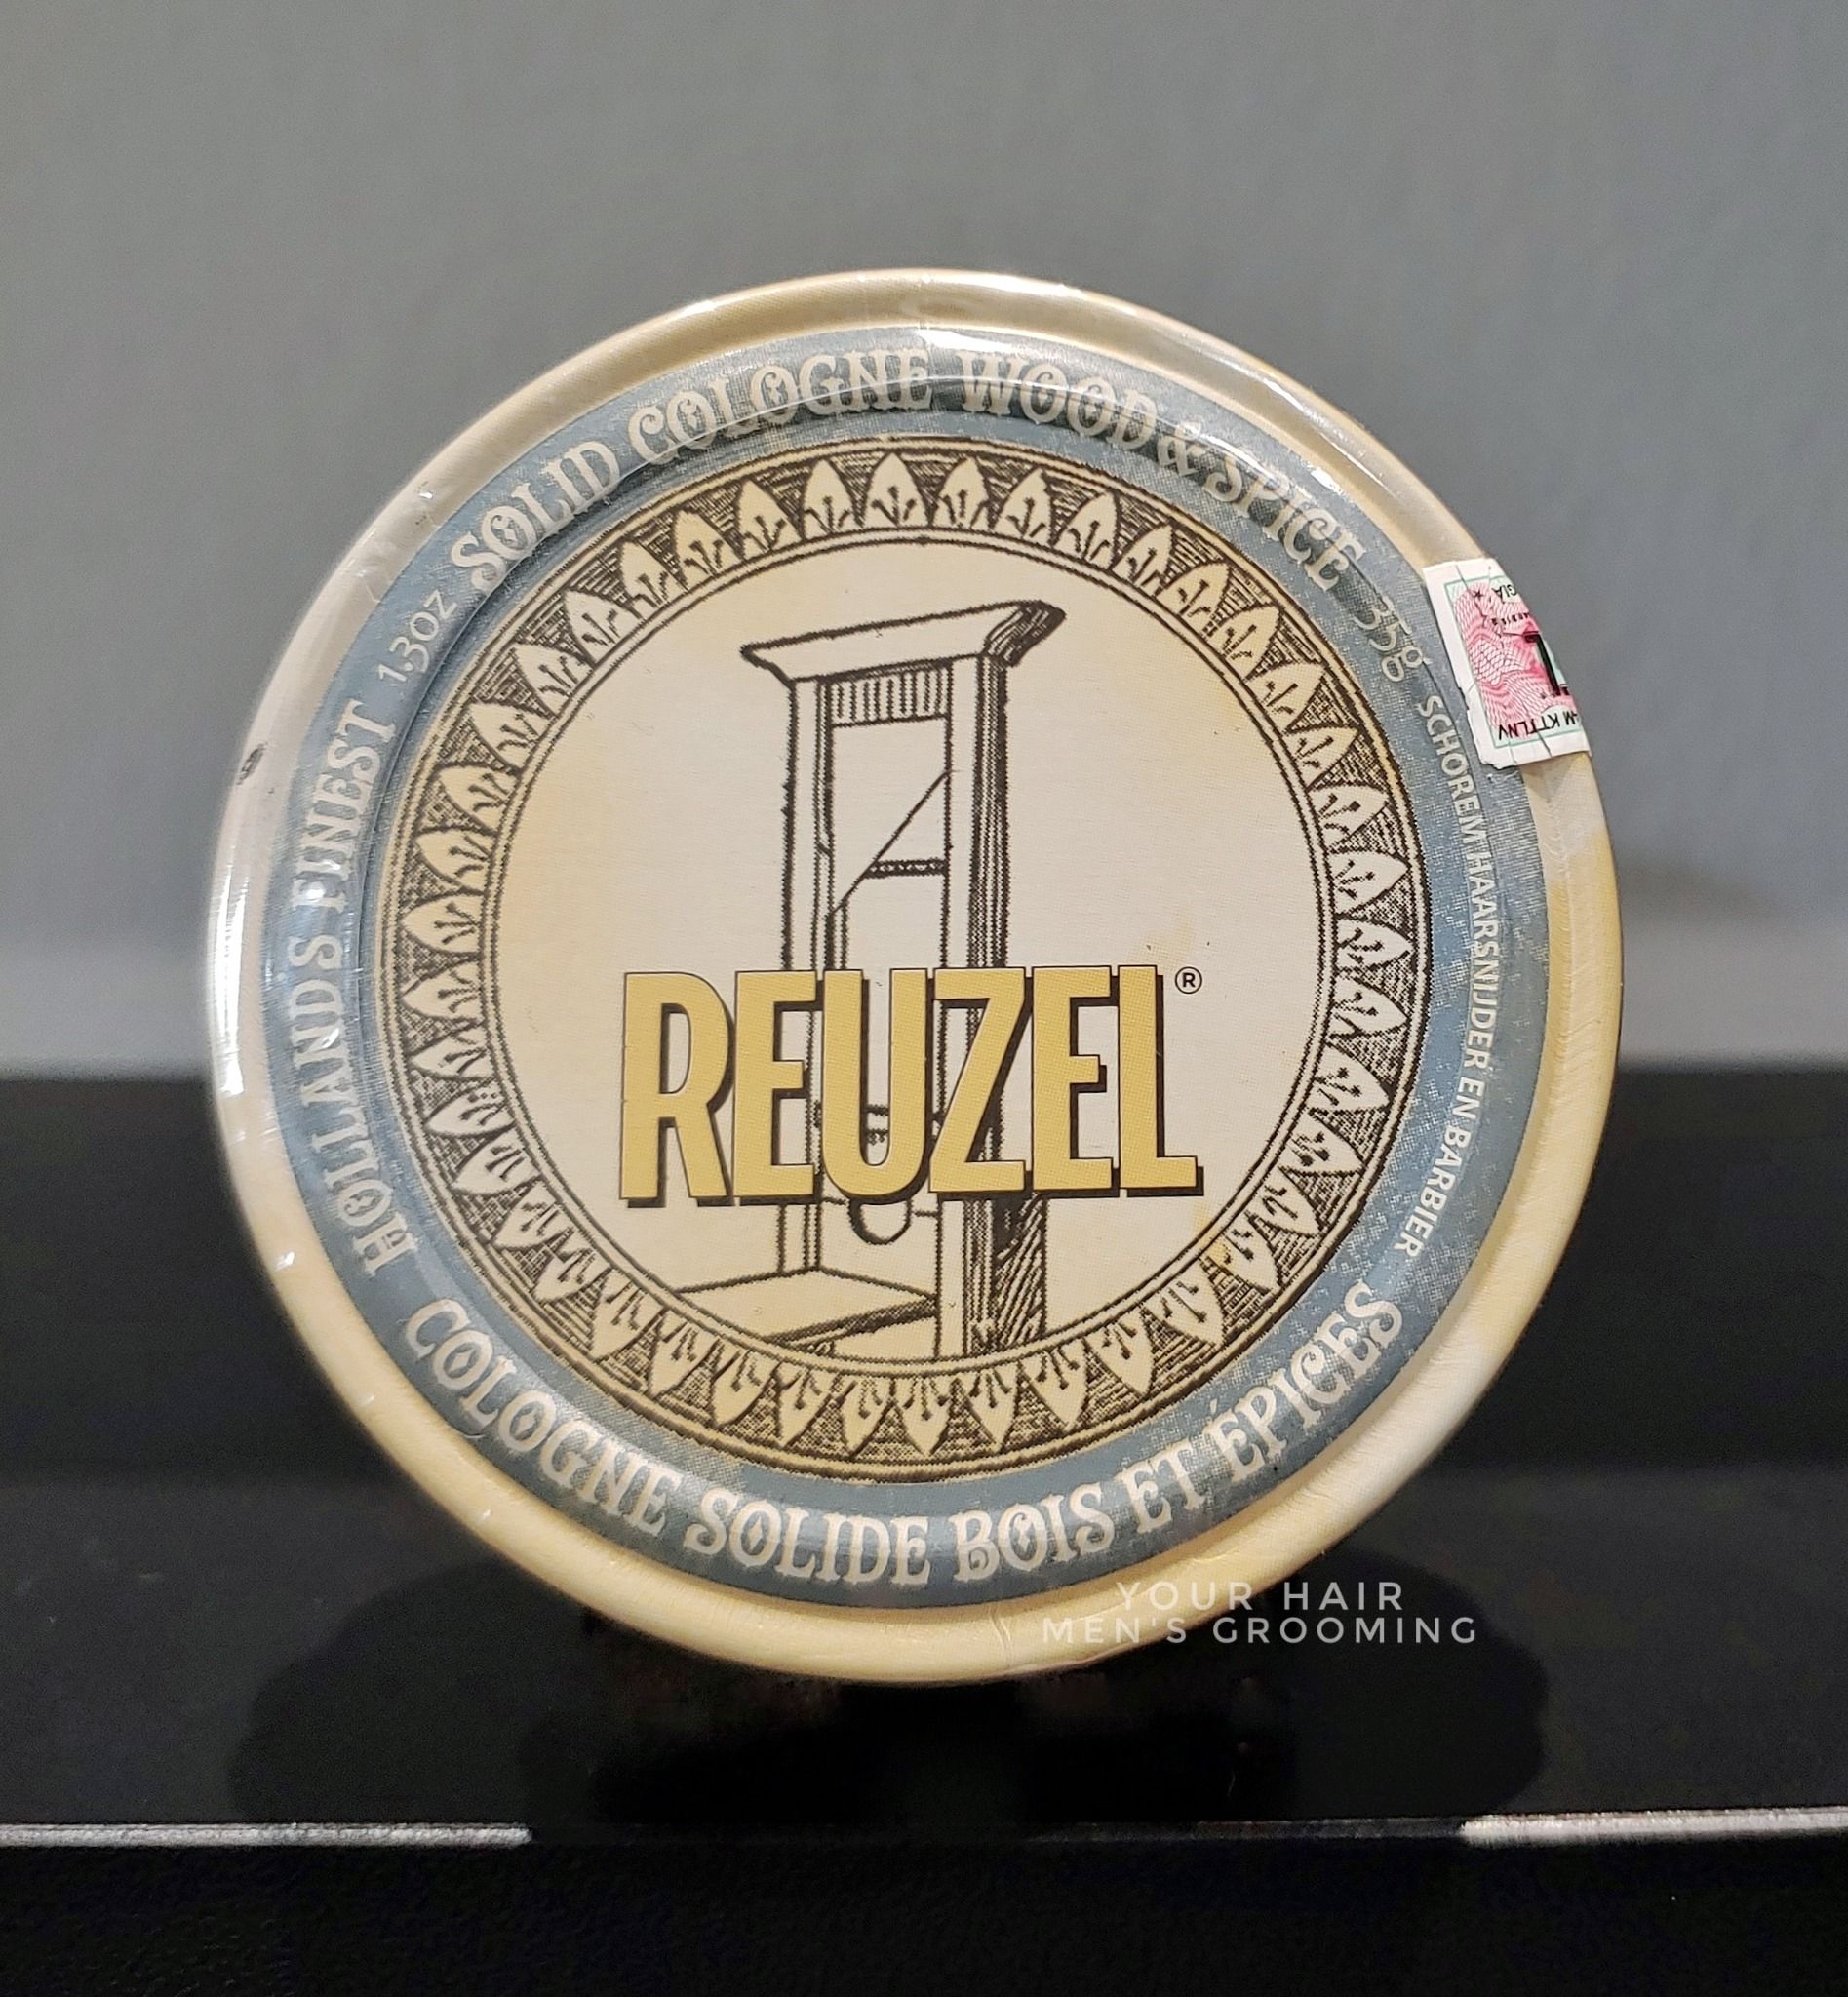 HOLLANDS FINEST 1.3oz SOLID COLOGNE WOOD & SPICE 35g SCHOREM HAARSNIJDER EN BARBIER
REUZEL®
COLOGNE SOLIDE BOIS ET ÉPICES
YOUR HAIR
MEN'S GROOMING